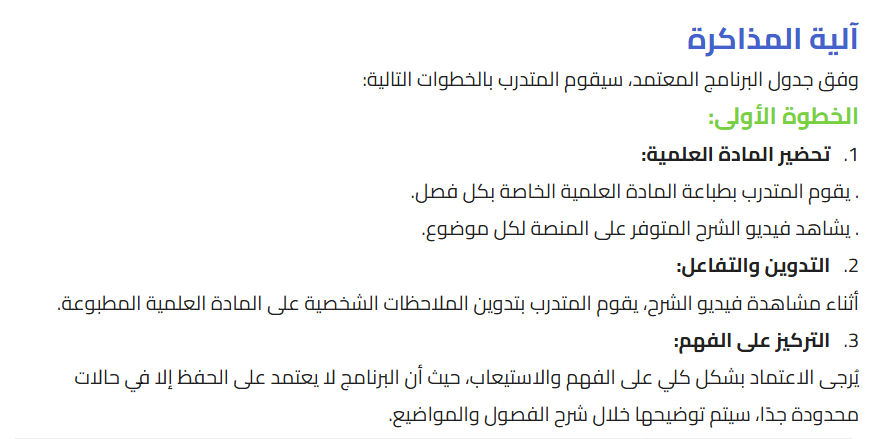 آلية المذاكرة
وفق جدول البرنامج المعتمد، سيقوم المتدرب بالخطوات التالية:
الخطوة الأولى:
1. تحضير المادة العلمية:
. يقوم المتدرب بطباعة المادة العلمية الخاصة بكل فصل.
. يشاهد فيديو الشرح المتوفر على المنصة لكل موضوع.
2. التدوين والتفاعل:
أثناء مشاهدة فيديو الشرح، يقوم المتدرب بتدوين الملاحظات الشخصية على المادة العلمية المطبوعة.
3. التركيز على الفهم:
يُرجى الاعتماد بشكل كلي على الفهم والاستيعاب، حيث أن البرنامج لا يعتمد على الحفظ إلا في حالات
محدودة جدًا، سيتم توضيحها خلال شرح الفصول والمواضيع.